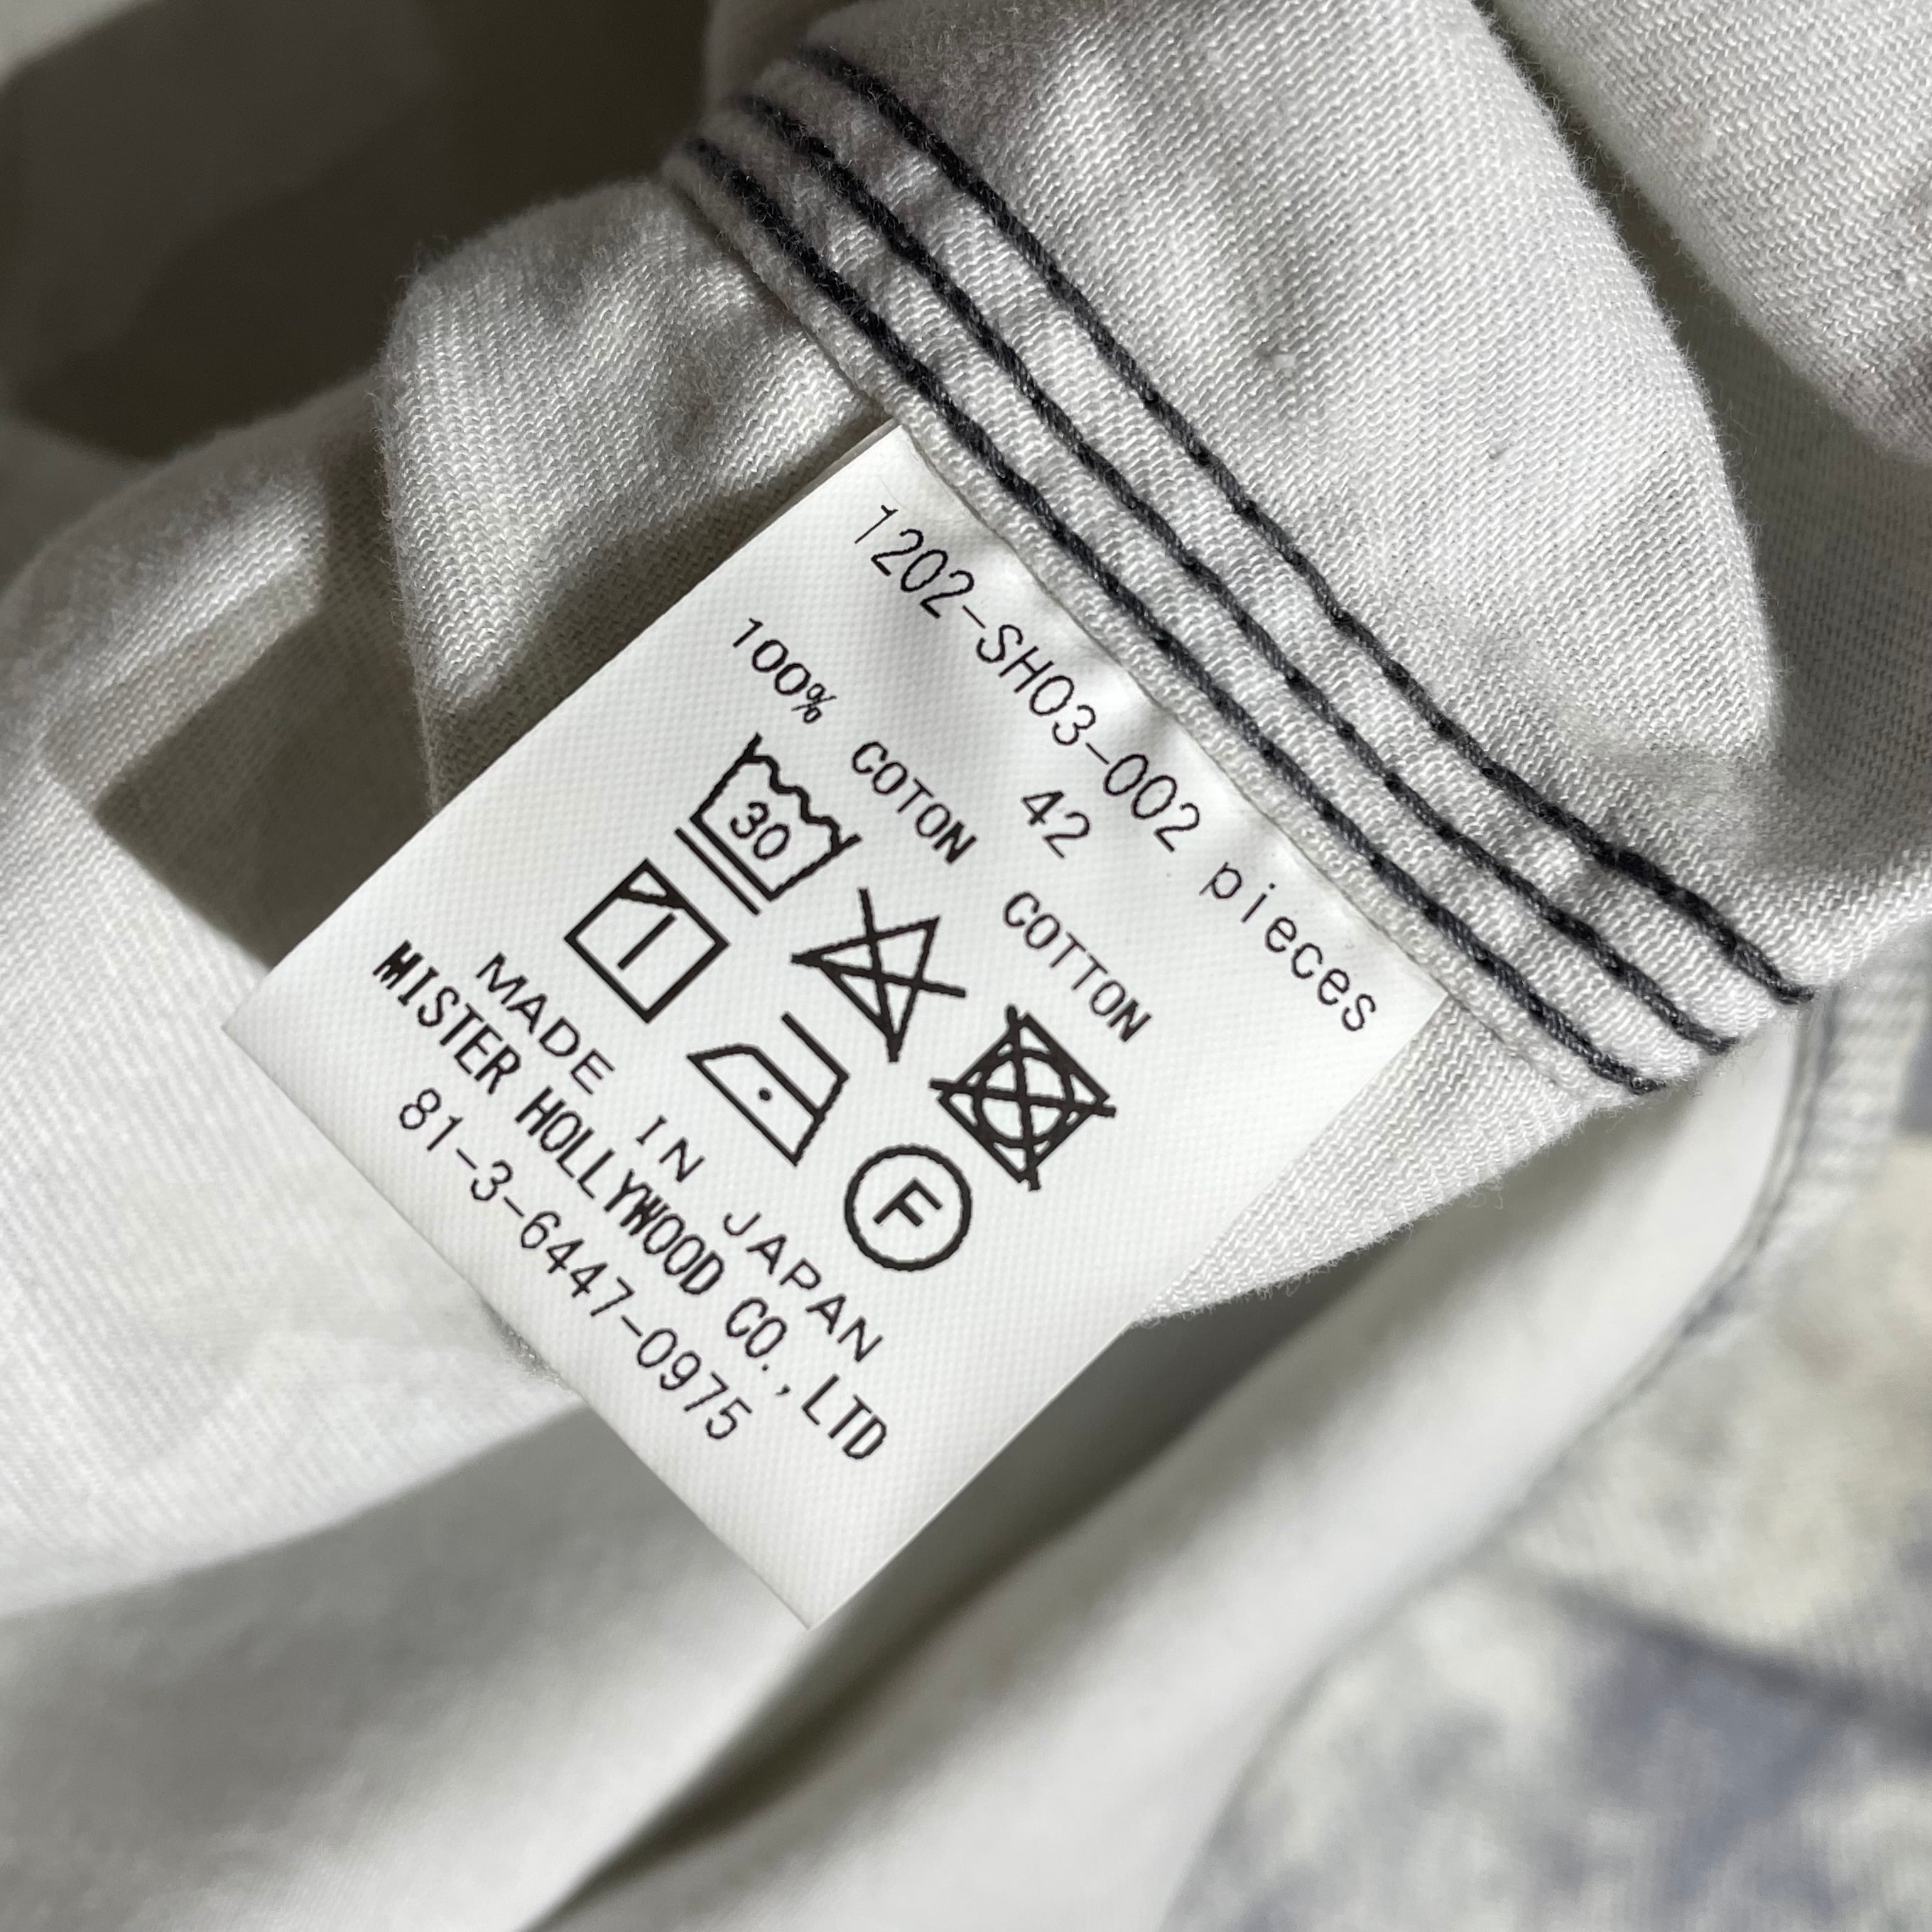 1202-SH03-002 pieces
42
100% COTON COTTON
30
F
MADE IN JAPAN
MISTER HOLLYWOOD CO.,LTD
81-3-6447-0975